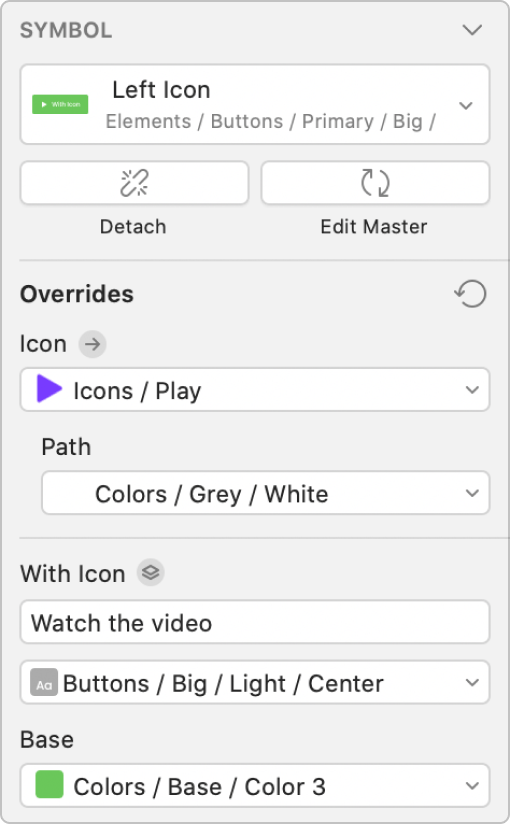 SYMBOL
With Icon
Left Icon
Elements / Buttons / Primary / Big /
Detach
Edit Master
Overrides
Icon
Icons / Play
Path
Colors / Grey / White
With Icon
Watch the video
Aa Buttons / Big / Light / Center
Base
Colors / Base / Color 3